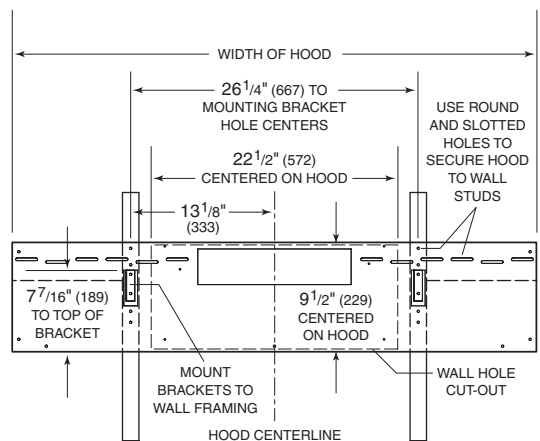 WIDTH OF HOOD
26 1/4" (667) TO
MOUNTING BRACKET
HOLE CENTERS
USE ROUND
AND SLOTTED
HOLES TO
SECURE HOOD
TO WALL
STUDS
22 1/2" (572)
CENTERED ON HOOD
13 1/8"
(333)
7 7/16" (189)
TO TOP OF
BRACKET
9 1/2" (229)
CENTERED
ON HOOD
MOUNT
BRACKETS TO
WALL FRAMING
WALL HOLE
CUT-OUT
HOOD CENTERLINE